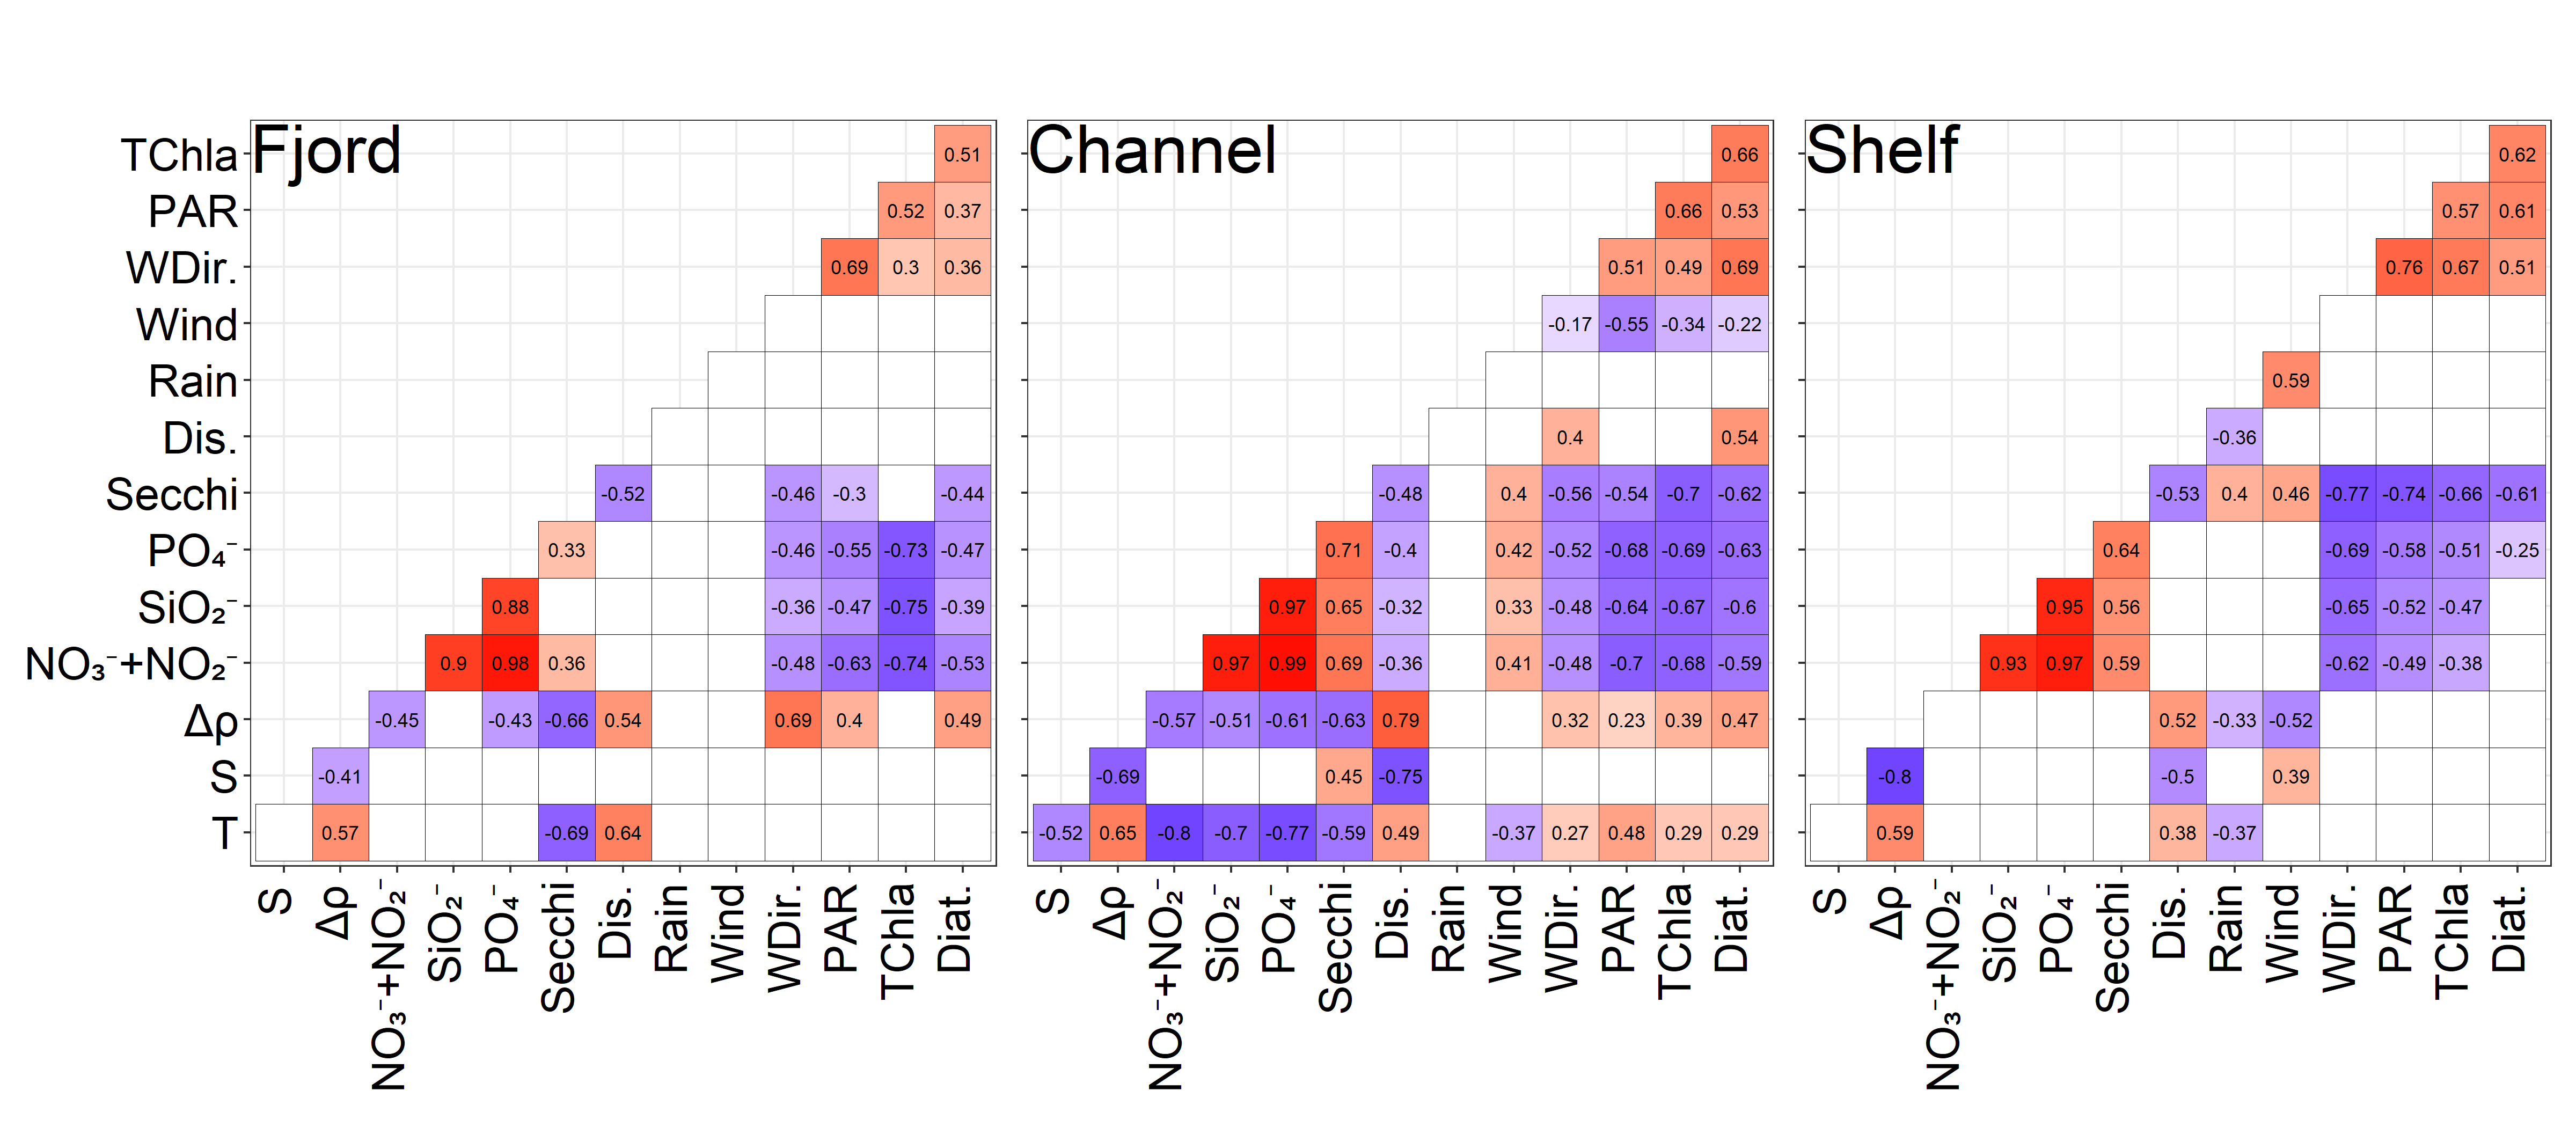 Fjord Channel Shelf
TChla 0.51 0.66 0.62
PAR 0.52 0.37 0.66 0.53 0.57 0.61
WDir. 0.69 0.3 0.36 0.51 0.49 0.69 0.76 0.67 0.51
Wind -0.17 -0.55 -0.34 -0.22
Rain 0.59
Dis. 0.4 0.54 -0.36
Secchi -0.52 -0.46 -0.3 -0.44 -0.48 0.4 -0.56 -0.54 -0.7 -0.62 -0.53 0.4 0.46 -0.77 -0.74 -0.66 -0.61
PO₄⁻ 0.33 -0.46 -0.55 -0.73 -0.47 0.71 -0.4 0.42 -0.52 -0.68 -0.69 -0.63 0.64 -0.69 -0.58 -0.51 -0.25
SiO₂⁻ 0.88 -0.36 -0.47 -0.75 -0.39 0.97 0.65 -0.32 0.33 -0.48 -0.64 -0.67 -0.6 0.95 0.56 -0.65 -0.52 -0.47
NO₃⁻+NO₂⁻ 0.9 0.98 0.36 -0.48 -0.63 -0.74 -0.53 0.97 0.99 0.69 -0.36 0.41 -0.48 -0.7 -0.68 -0.59 0.93 0.97 0.59 -0.62 -0.49 -0.38
Δρ -0.45 -0.43 -0.66 0.54 0.69 0.4 0.49 -0.57 -0.51 -0.61 -0.63 0.79 0.32 0.23 0.39 0.47 0.52 -0.33 -0.52
S -0.41 -0.69 0.45 -0.75 -0.8 -0.5 0.39
T 0.57 -0.69 0.64 -0.52 0.65 -0.8 -0.7 -0.77 -0.59 0.49 -0.37 0.27 0.48 0.29 0.29 0.59 0.38 -0.37
S Δρ NO₃⁻+NO₂⁻ SiO₂⁻ PO₄⁻ Secchi Dis. Rain Wind WDir. PAR TChla Diat. S Δρ NO₃⁻+NO₂⁻ SiO₂⁻ PO₄⁻ Secchi Dis. Rain Wind WDir. PAR TChla Diat. S Δρ NO₃⁻+NO₂⁻ SiO₂⁻ PO₄⁻ Secchi Dis. Rain Wind WDir. PAR TChla Diat.